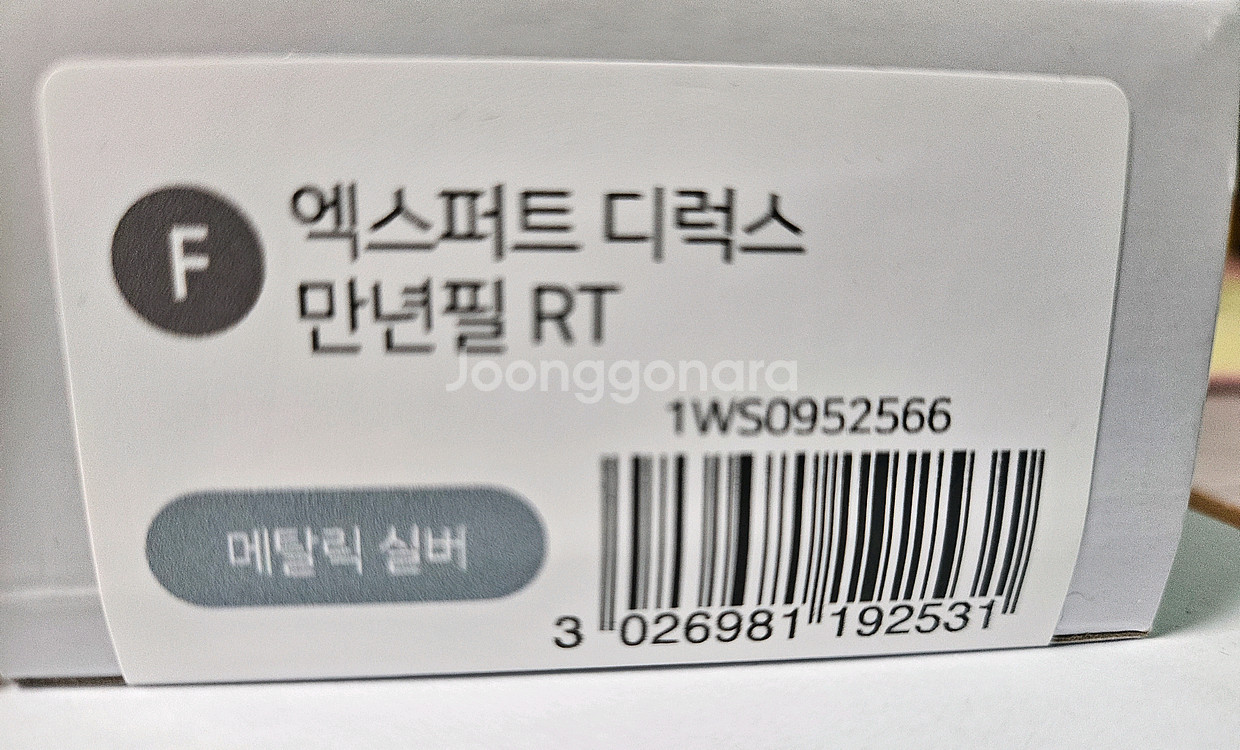 F
엑스퍼트 디럭스
만년필 RT
Joonggonara
1WS0952566
메탈릭 실버
3 026981 192531